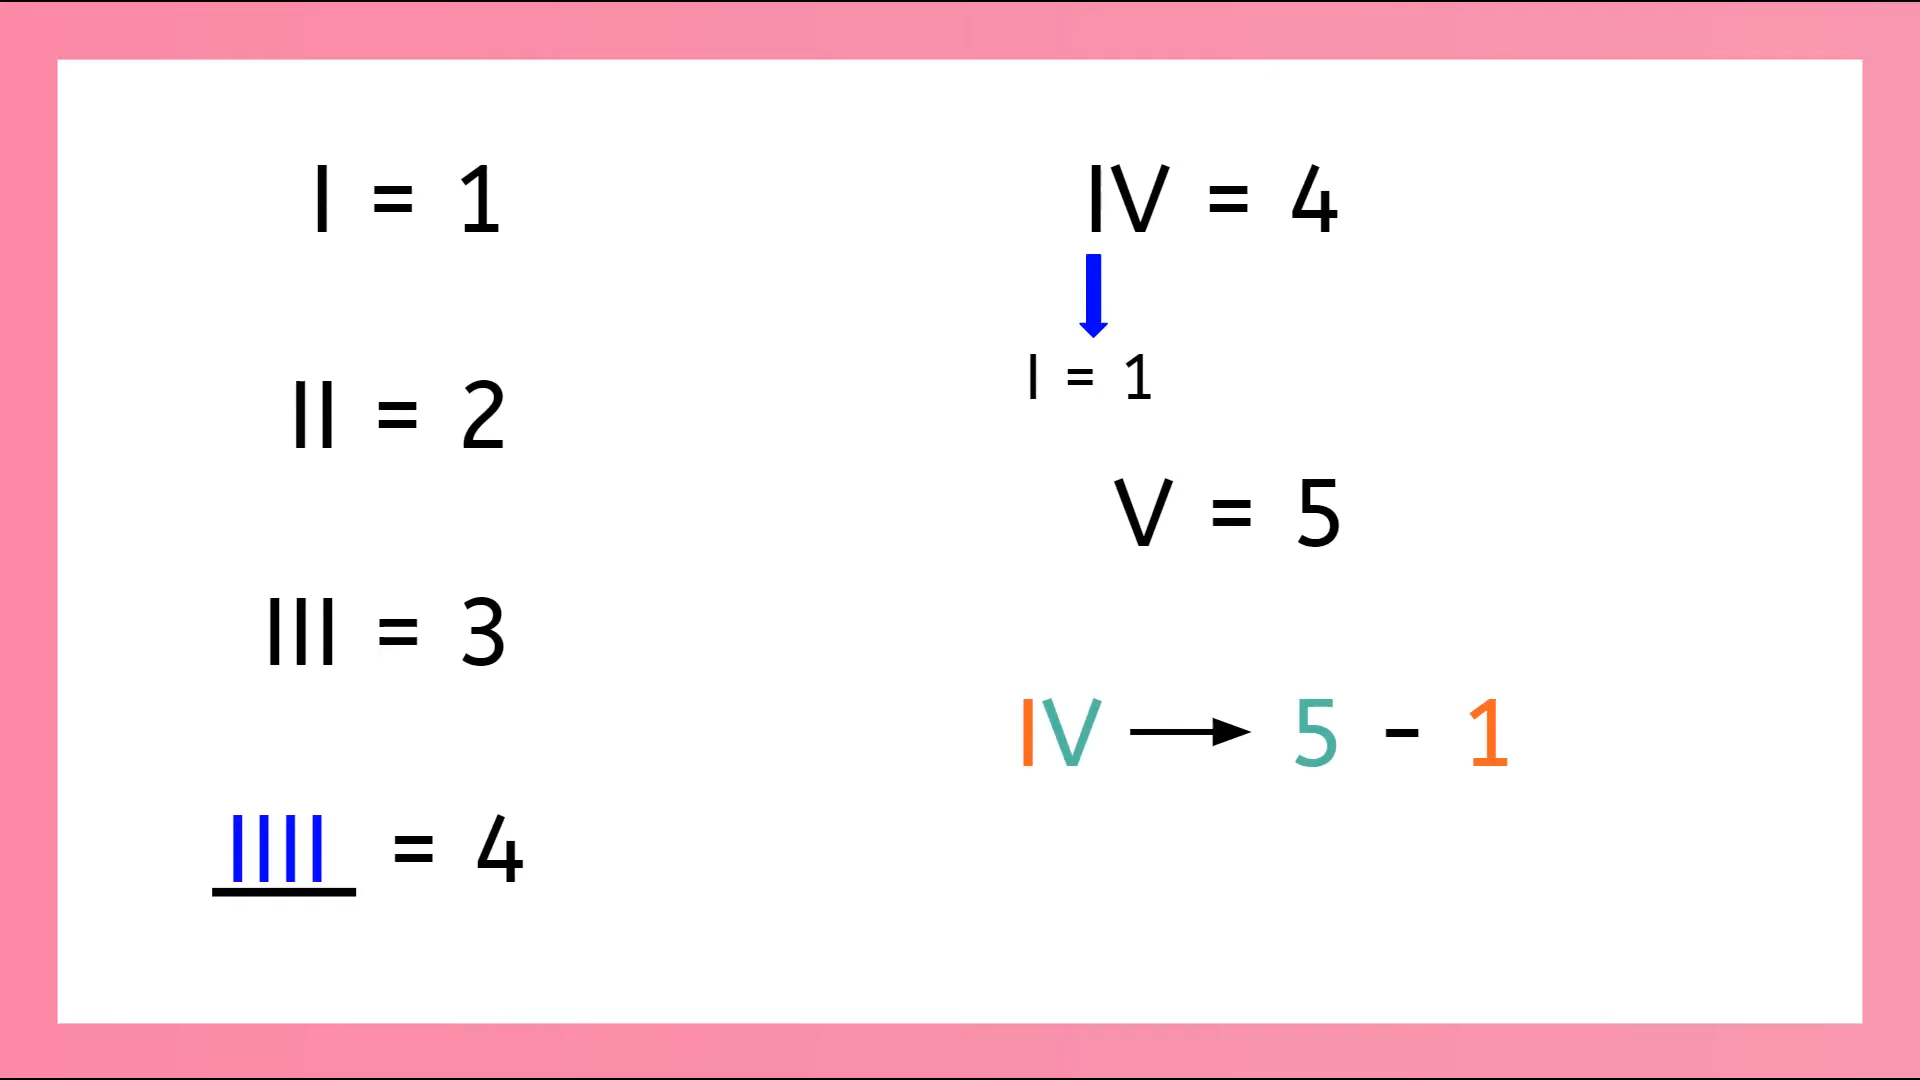 I = 1
II = 2
III = 3
IIII = 4
IV = 4
I = 1
V = 5
IV → 5 - 1